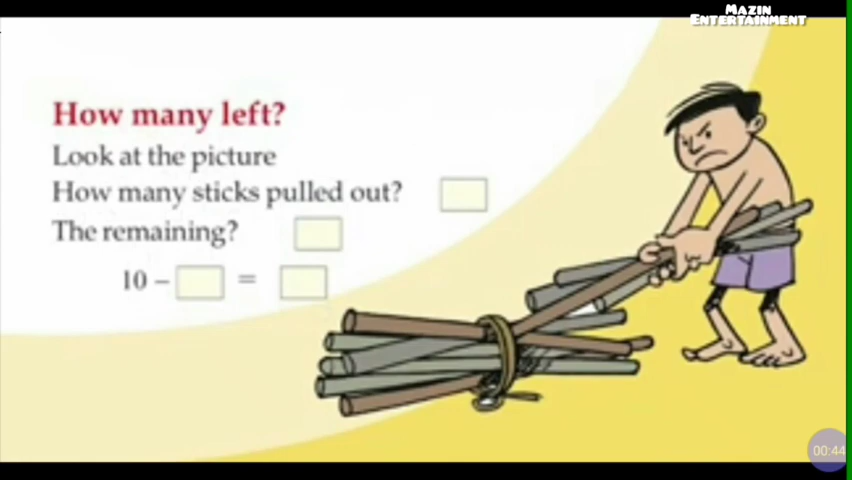 Mazin
Entertainment
How many left?
Look at the picture
How many sticks pulled out?
The remaining?
10 – =
00:44